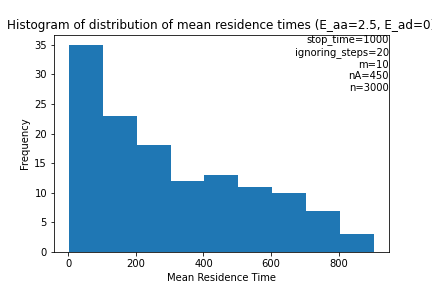 Histogram of distribution of mean residence times (E_aa=2.5, E_ad=0)
stop_time=1000
ignoring_steps=20
m=10
nA=450
n=3000
35
30
25
20
15
10
5
0
Frequency
0 200 400 600 800
Mean Residence Time